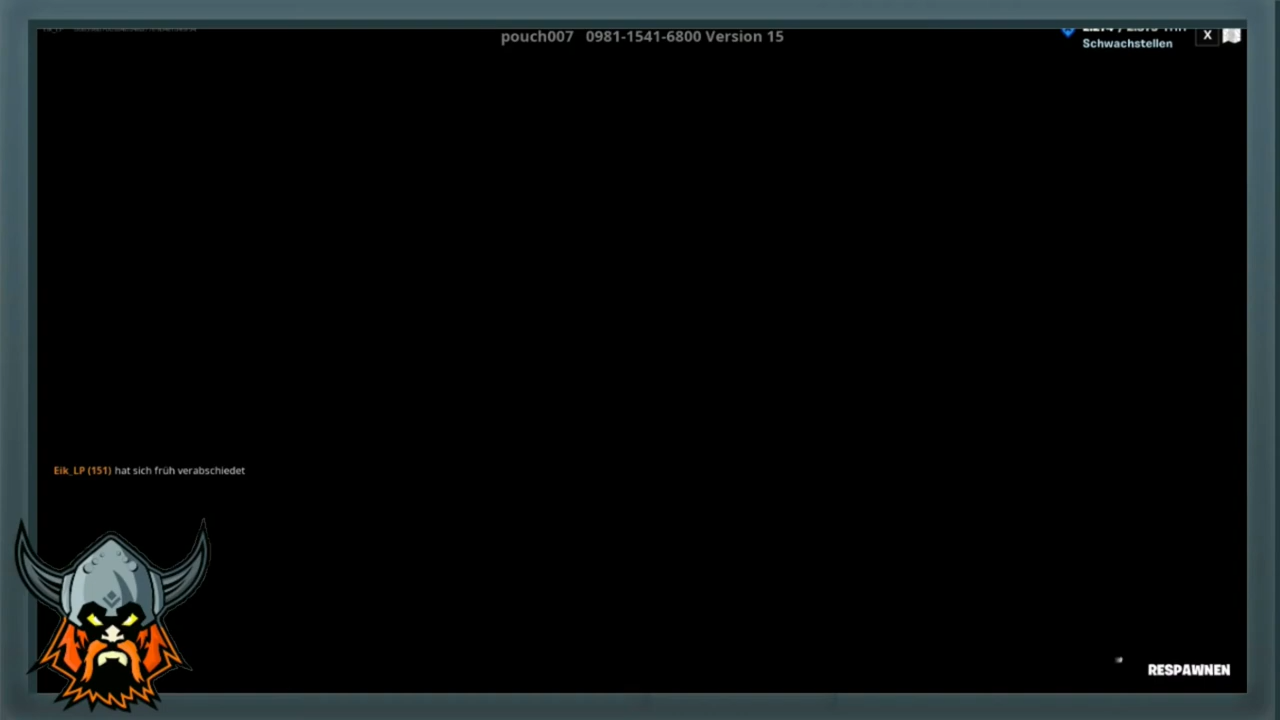 pouch007 0981-1541-6800 Version 15
Schwachstellen
X
Eik_LP (151) hat sich früh verabschiedet
RESPAWNEN